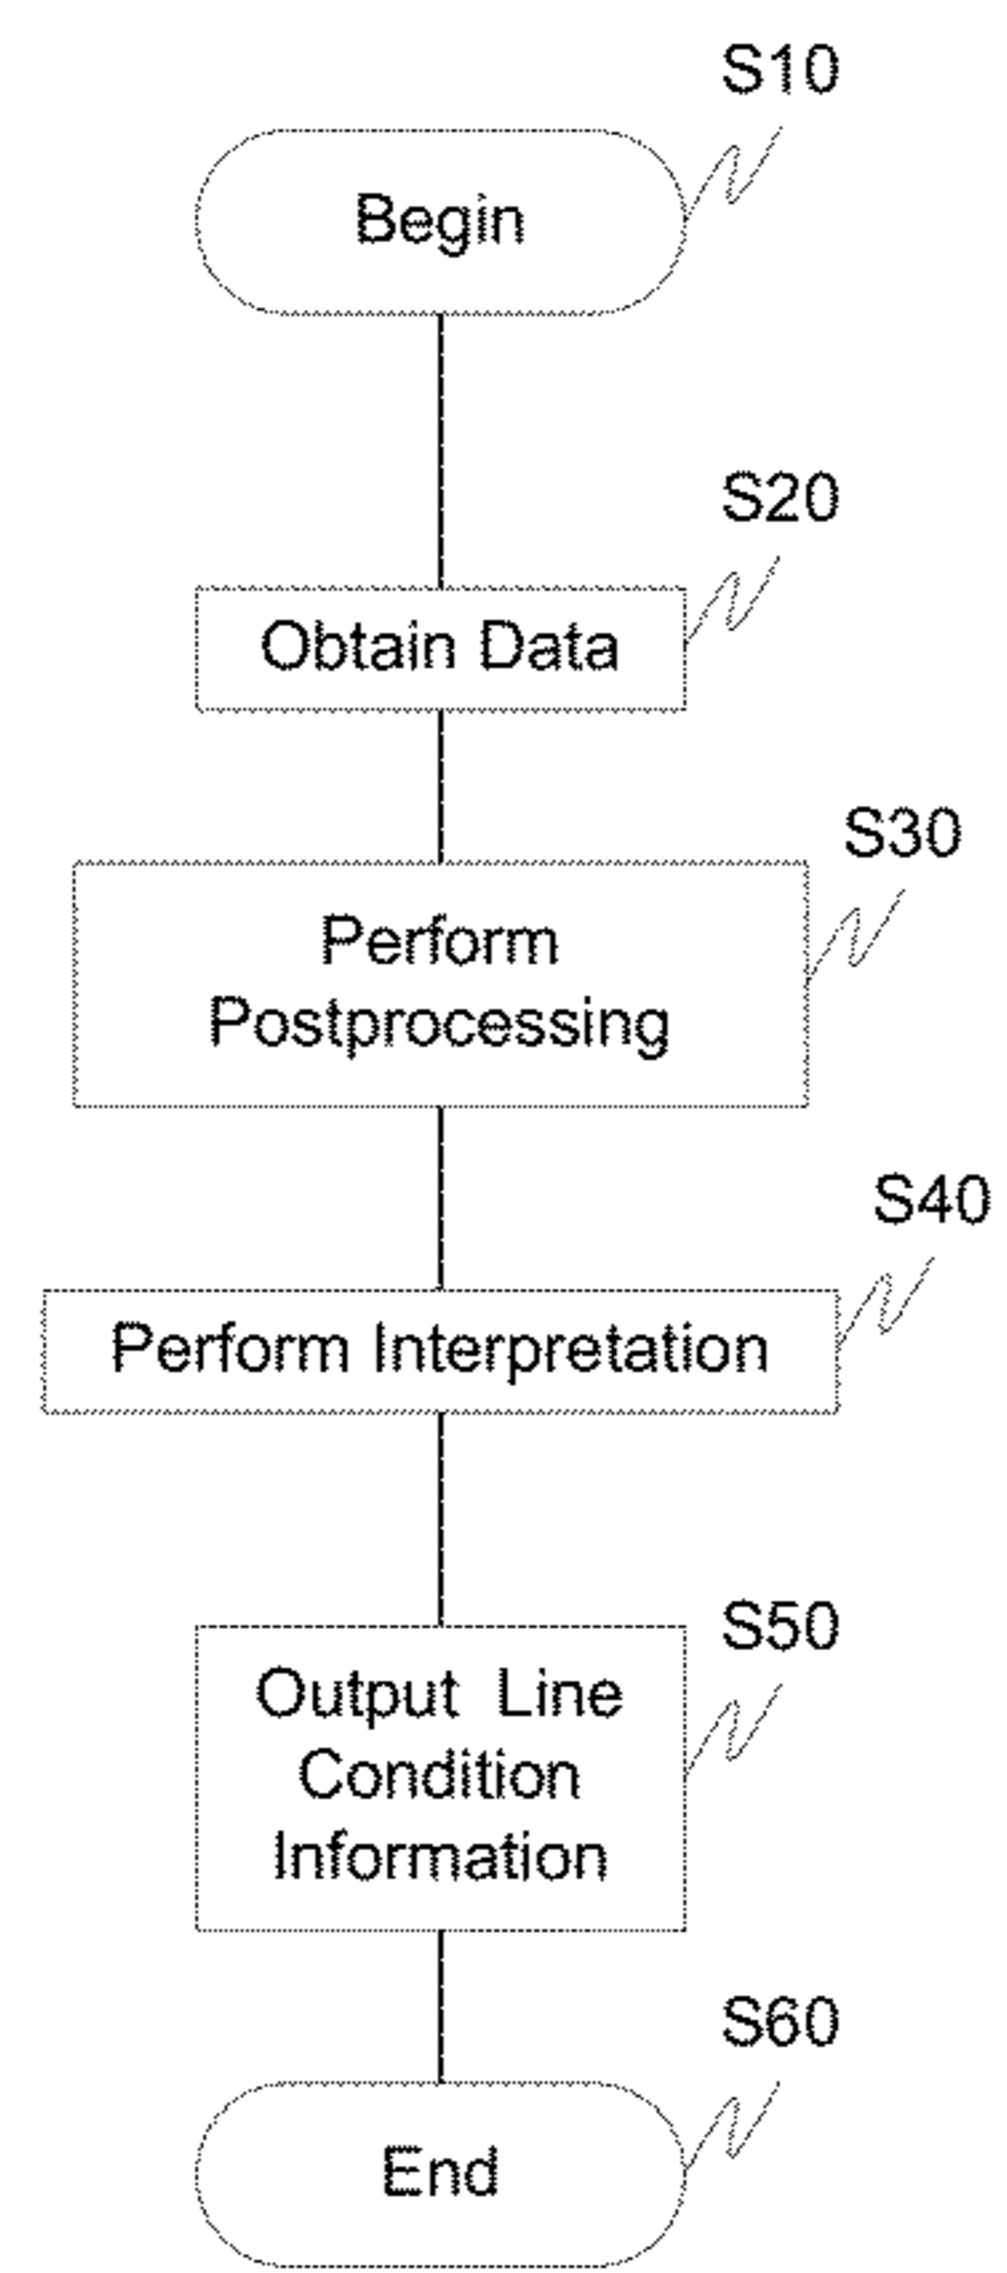 S10
Begin
S20
Obtain Data
S30
Perform
Postprocessing
S40
Perform Interpretation
S50
Output Line
Condition
Information
S60
End